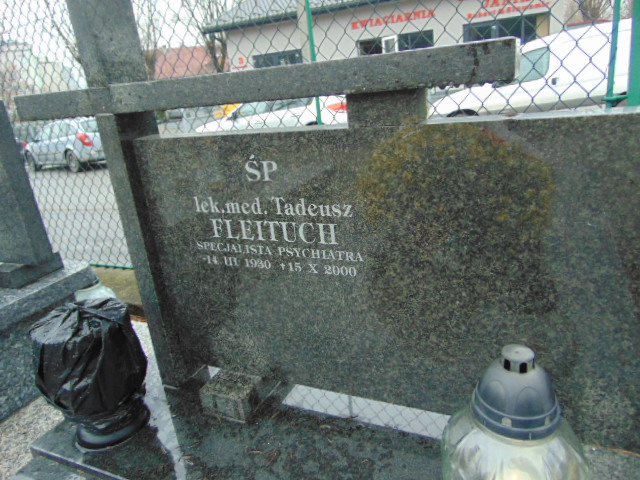 KWIACIARNIA
ŚP
lek.med. Tadeusz
FLEITUCH
SPECJALISTA PSYCHIATRA
*14 III 1930 +15 X 2000